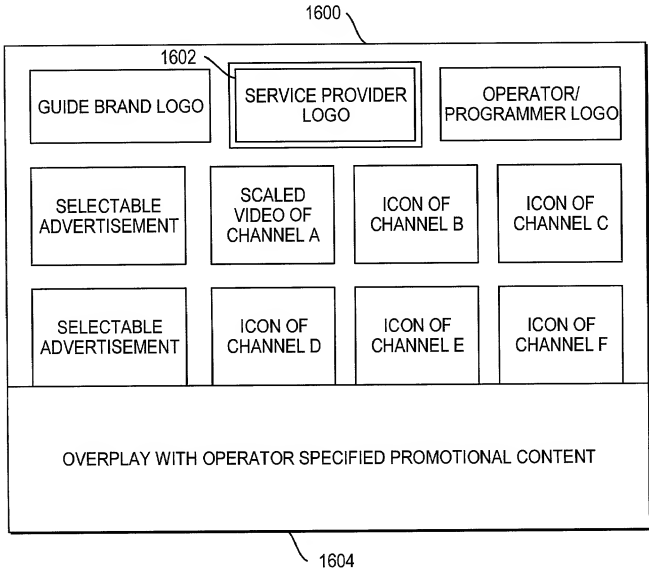 1600
1602
GUIDE BRAND LOGO
SERVICE PROVIDER
LOGO
OPERATOR/
PROGRAMMER LOGO
SELECTABLE
ADVERTISEMENT
SCALED
VIDEO OF
CHANNEL A
ICON OF
CHANNEL B
ICON OF
CHANNEL C
SELECTABLE
ADVERTISEMENT
ICON OF
CHANNEL D
ICON OF
CHANNEL E
ICON OF
CHANNEL F
OVERPLAY WITH OPERATOR SPECIFIED PROMOTIONAL CONTENT
1604